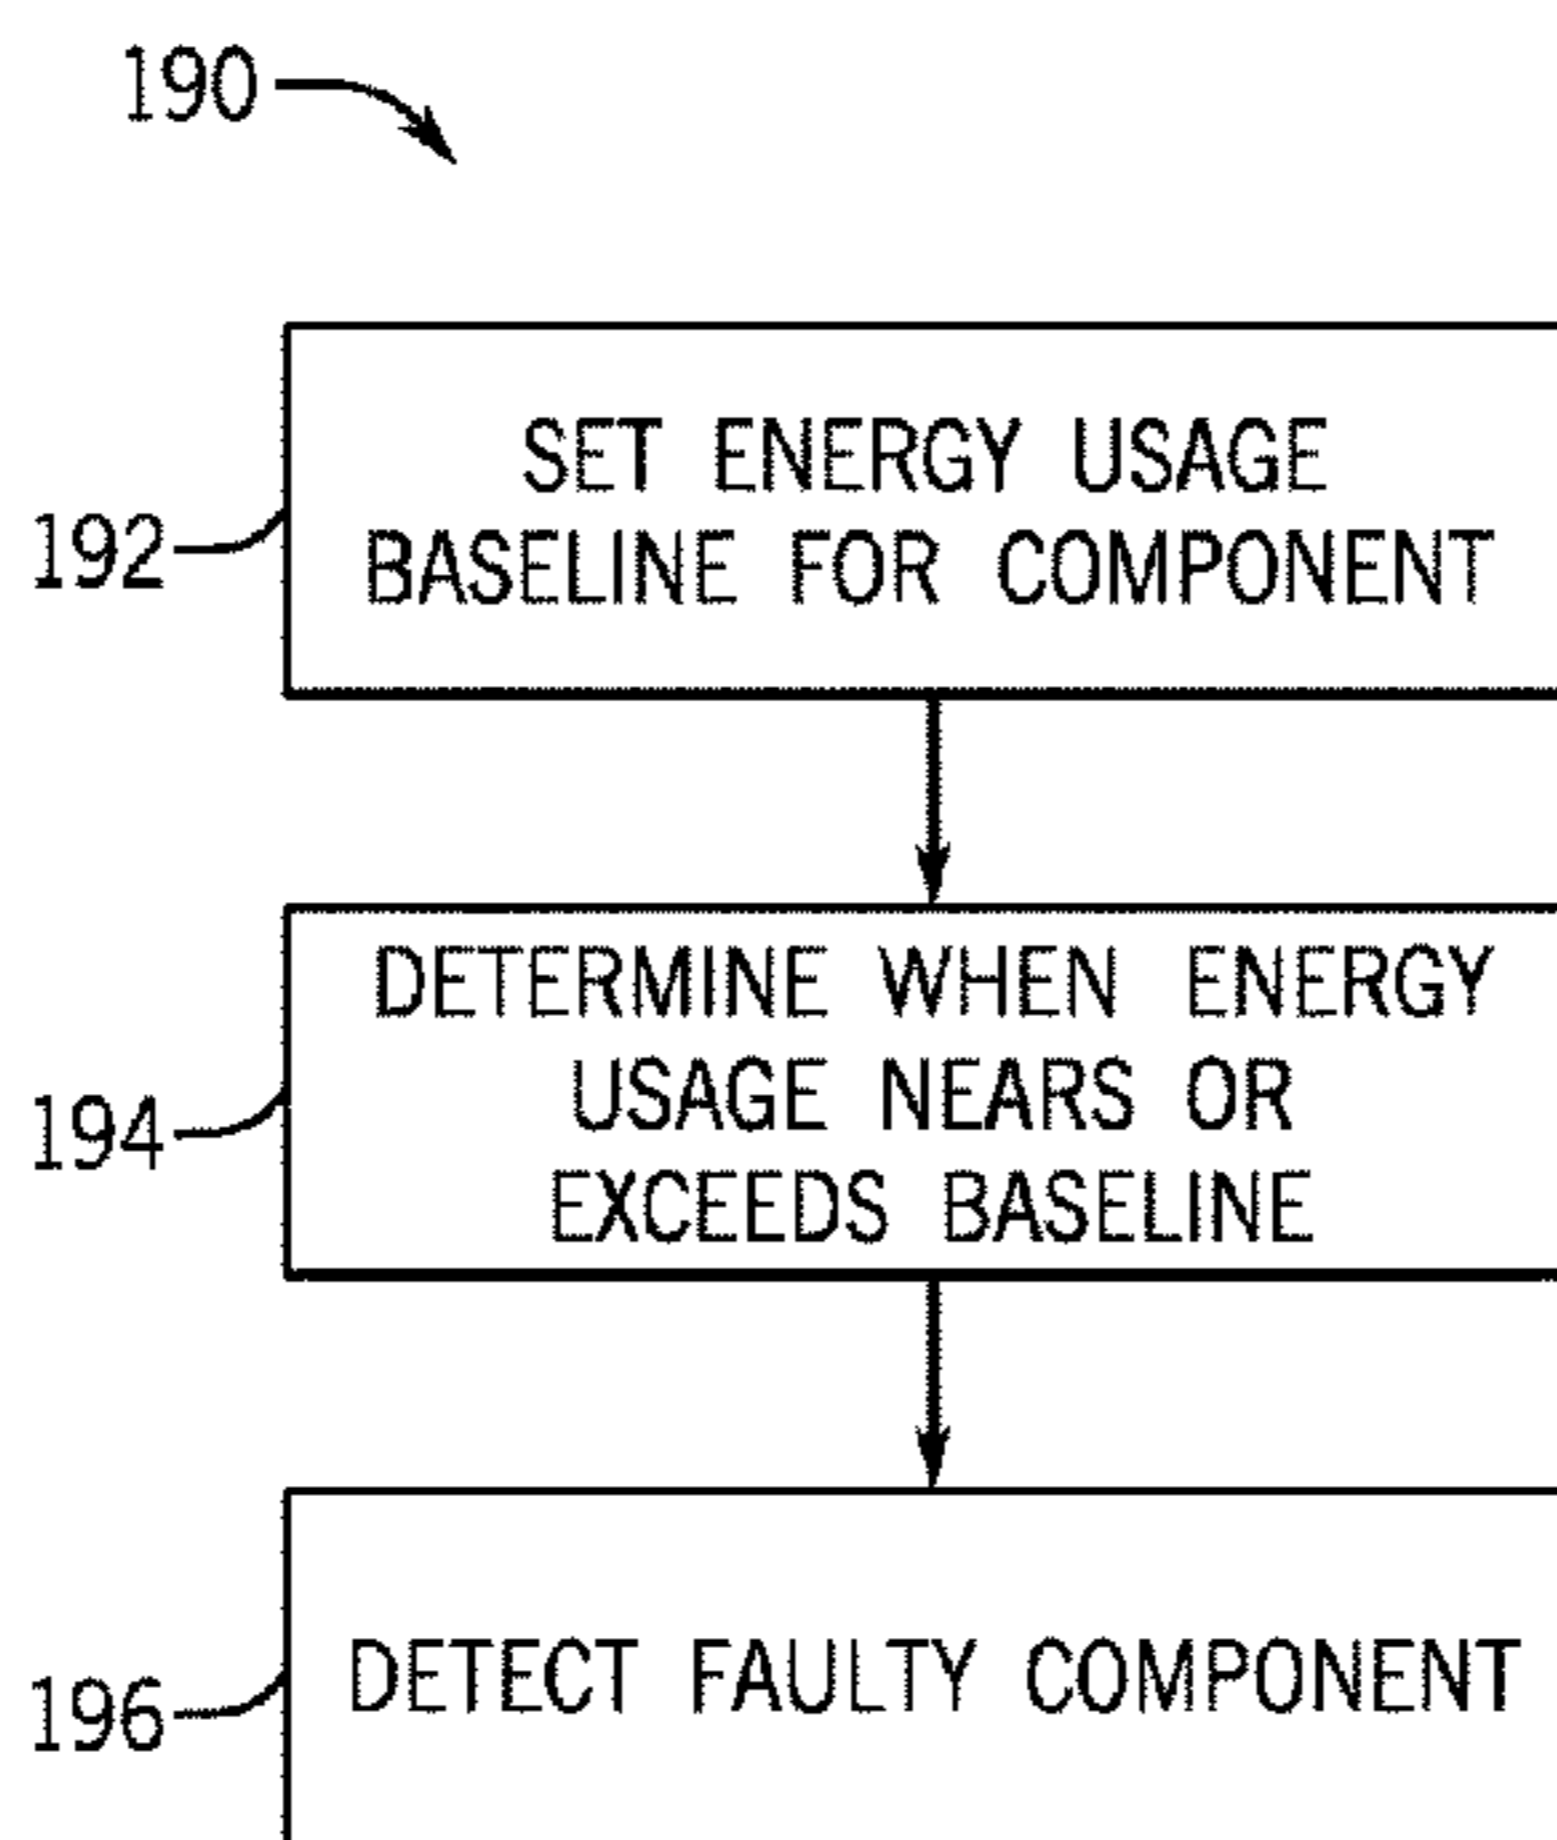 190
SET ENERGY USAGE
BASELINE FOR COMPONENT
192
DETERMINE WHEN ENERGY
USAGE NEARS OR
EXCEEDS BASELINE
194
DETECT FAULTY COMPONENT
196